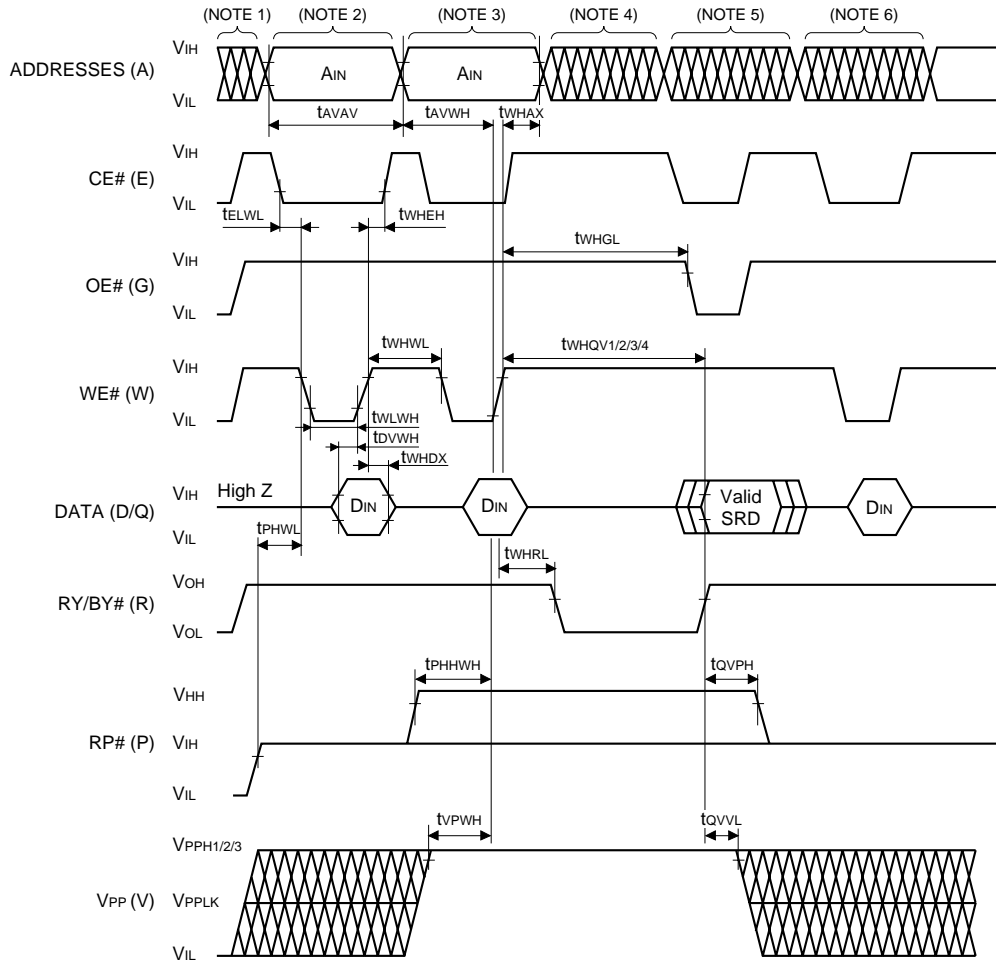 (NOTE 1) (NOTE 2) (NOTE 3) (NOTE 4) (NOTE 5) (NOTE 6)
ADDRESSES (A)
VIH
VIL
AIN AIN
tAVAV tAVWH tWHAX
CE# (E)
VIH
VIL
tELWL tWHEH
tWHGL
OE# (G)
VIH
VIL
tWHWL tWHQV1/2/3/4
WE# (W)
VIH
VIL
tWLWH
tDVWH
tWHDX
DATA (D/Q)
VIH
VIL
High Z
DIN DIN
Valid
SRD
DIN
tPHWL
tWHRL
RY/BY# (R)
VOH
VOL
tPHHWH tQVPH
RP# (P)
VHH
VIH
VIL
tVPWH tQVVL
VPP (V)
VPPH1/2/3
VPPLK
VIL